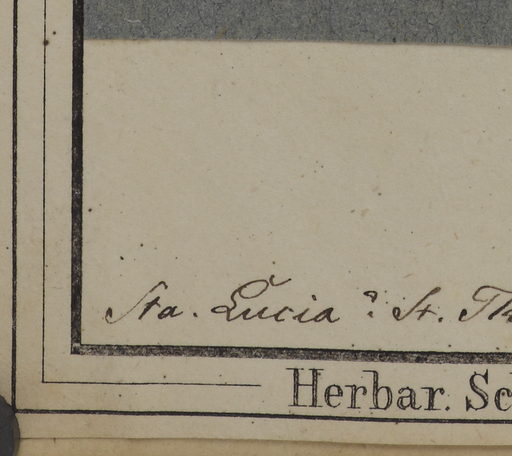 Sta. Lucia? St. Th
Herbar. Sc